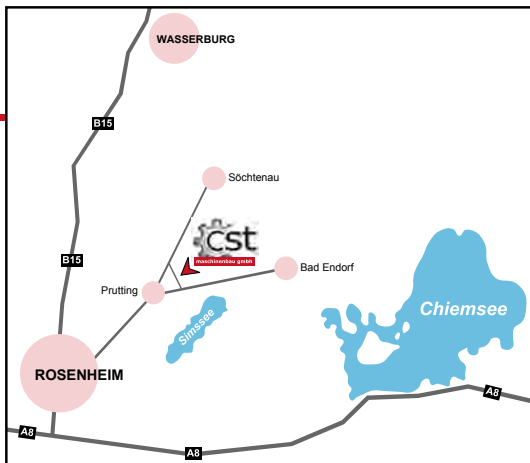 WASSERBURG
B15
Söchtenau
cst
maschinenbau gmbh
B15
Bad Endorf
Prutting
Simssee
Chiemsee
ROSENHEIM
A8
A8
A8